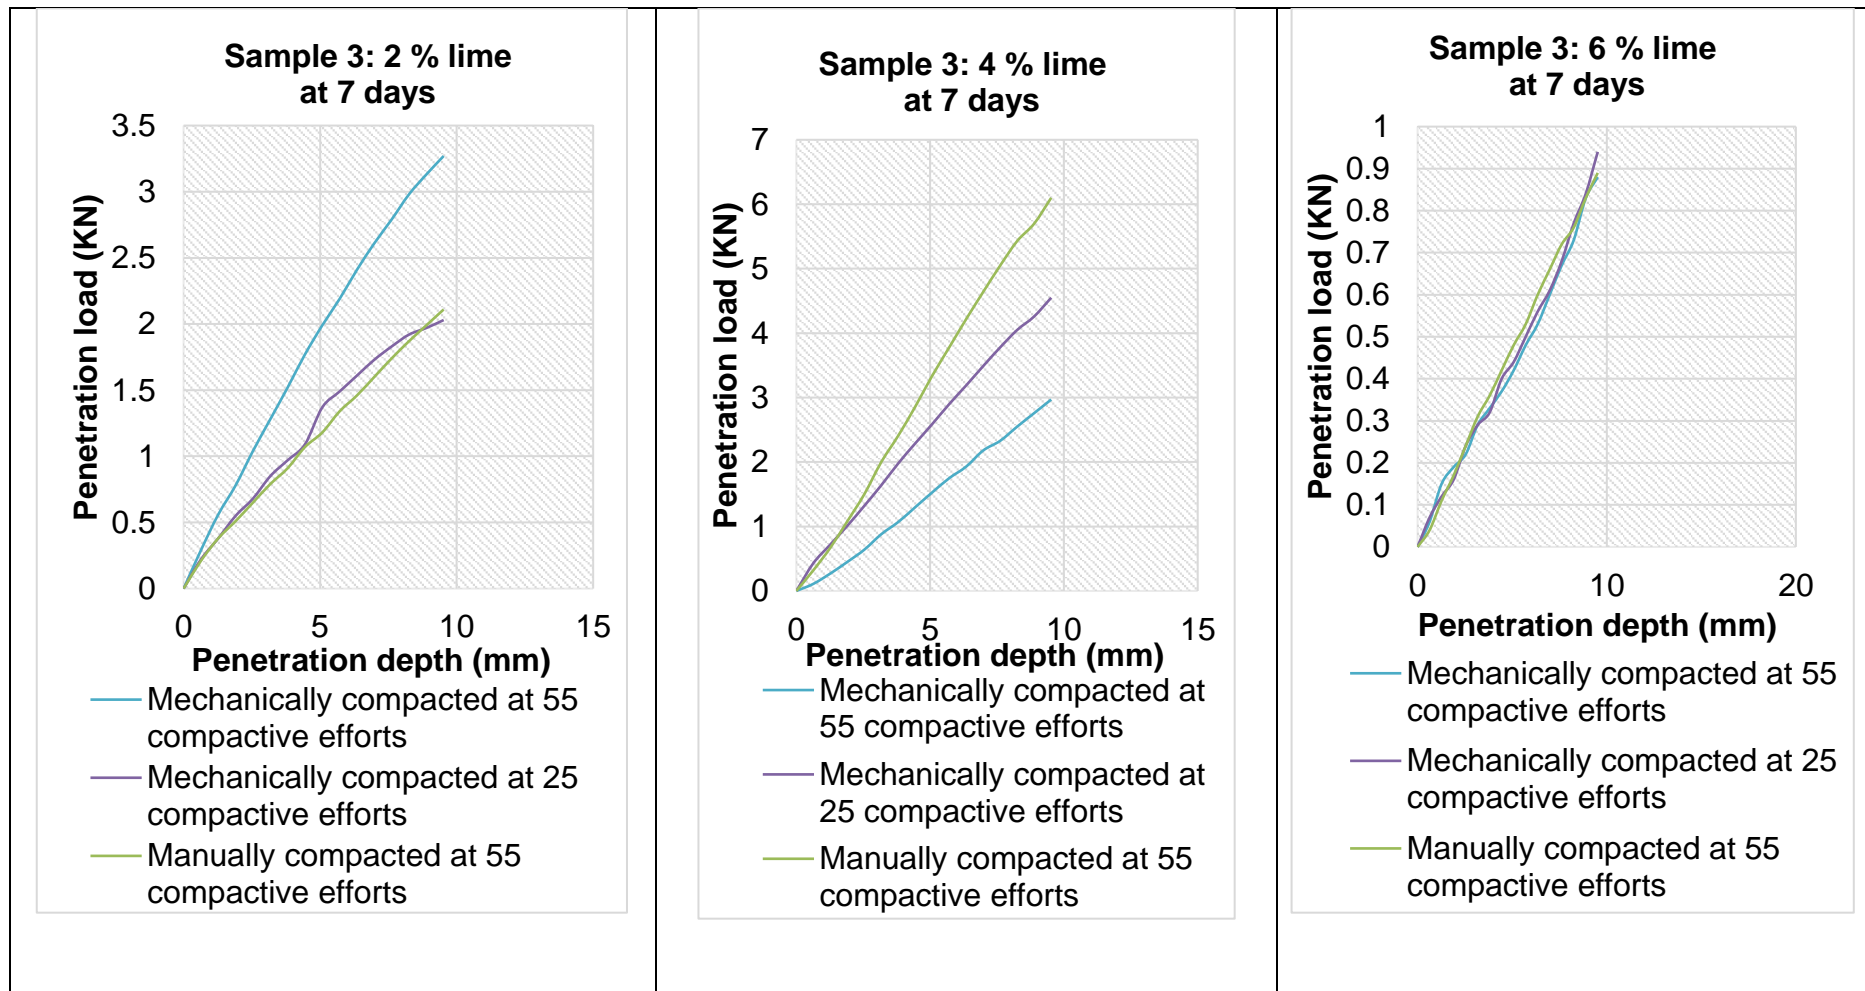 Sample 3: 2 % lime
at 7 days
3.5
3
2.5
2
1.5
1
0.5
0
Penetration load (KN)
0 5 10 15
Penetration depth (mm)
Mechanically compacted at 55
compactive efforts
Mechanically compacted at 25
compactive efforts
Manually compacted at 55
compactive efforts
Sample 3: 4 % lime
at 7 days
7
6
5
4
3
2
1
0
Penetration load (KN)
0 5 10 15
Penetration depth (mm)
Mechanically compacted at
55 compactive efforts
Mechanically compacted at
25 compactive efforts
Manually compacted at 55
compactive efforts
Sample 3: 6 % lime
at 7 days
1
0.9
0.8
0.7
0.6
0.5
0.4
0.3
0.2
0.1
0
Penetration load (KN)
0 10 20
Penetration depth (mm)
Mechanically compacted at 55
compactive efforts
Mechanically compacted at 25
compactive efforts
Manually compacted at 55
compactive efforts